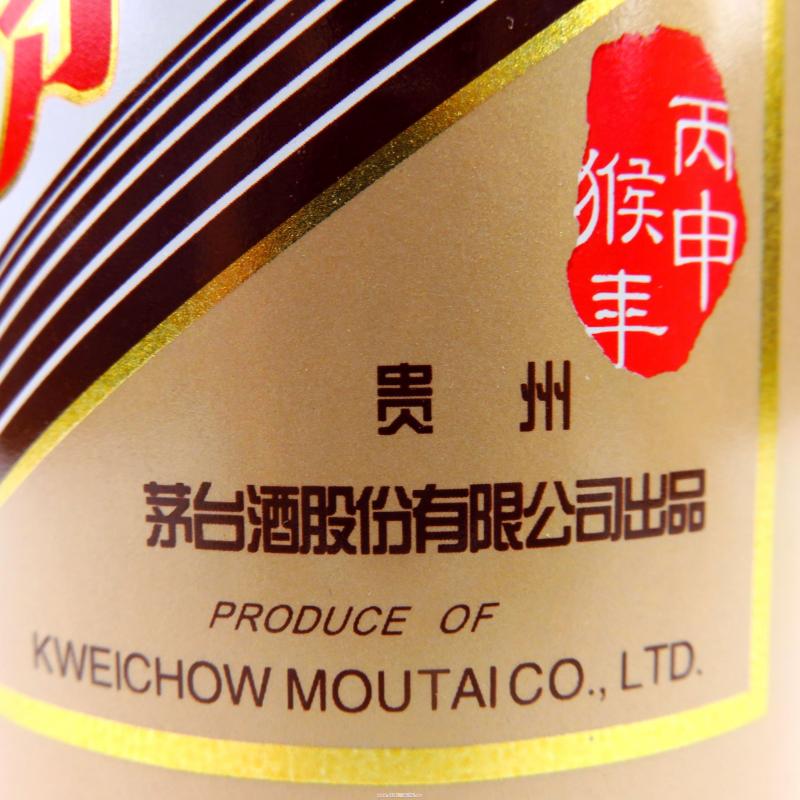 丙申
猴年
贵州
茅台酒股份有限公司出品
PRODUCE OF
KWEICHOW MOUTAI CO., LTD.